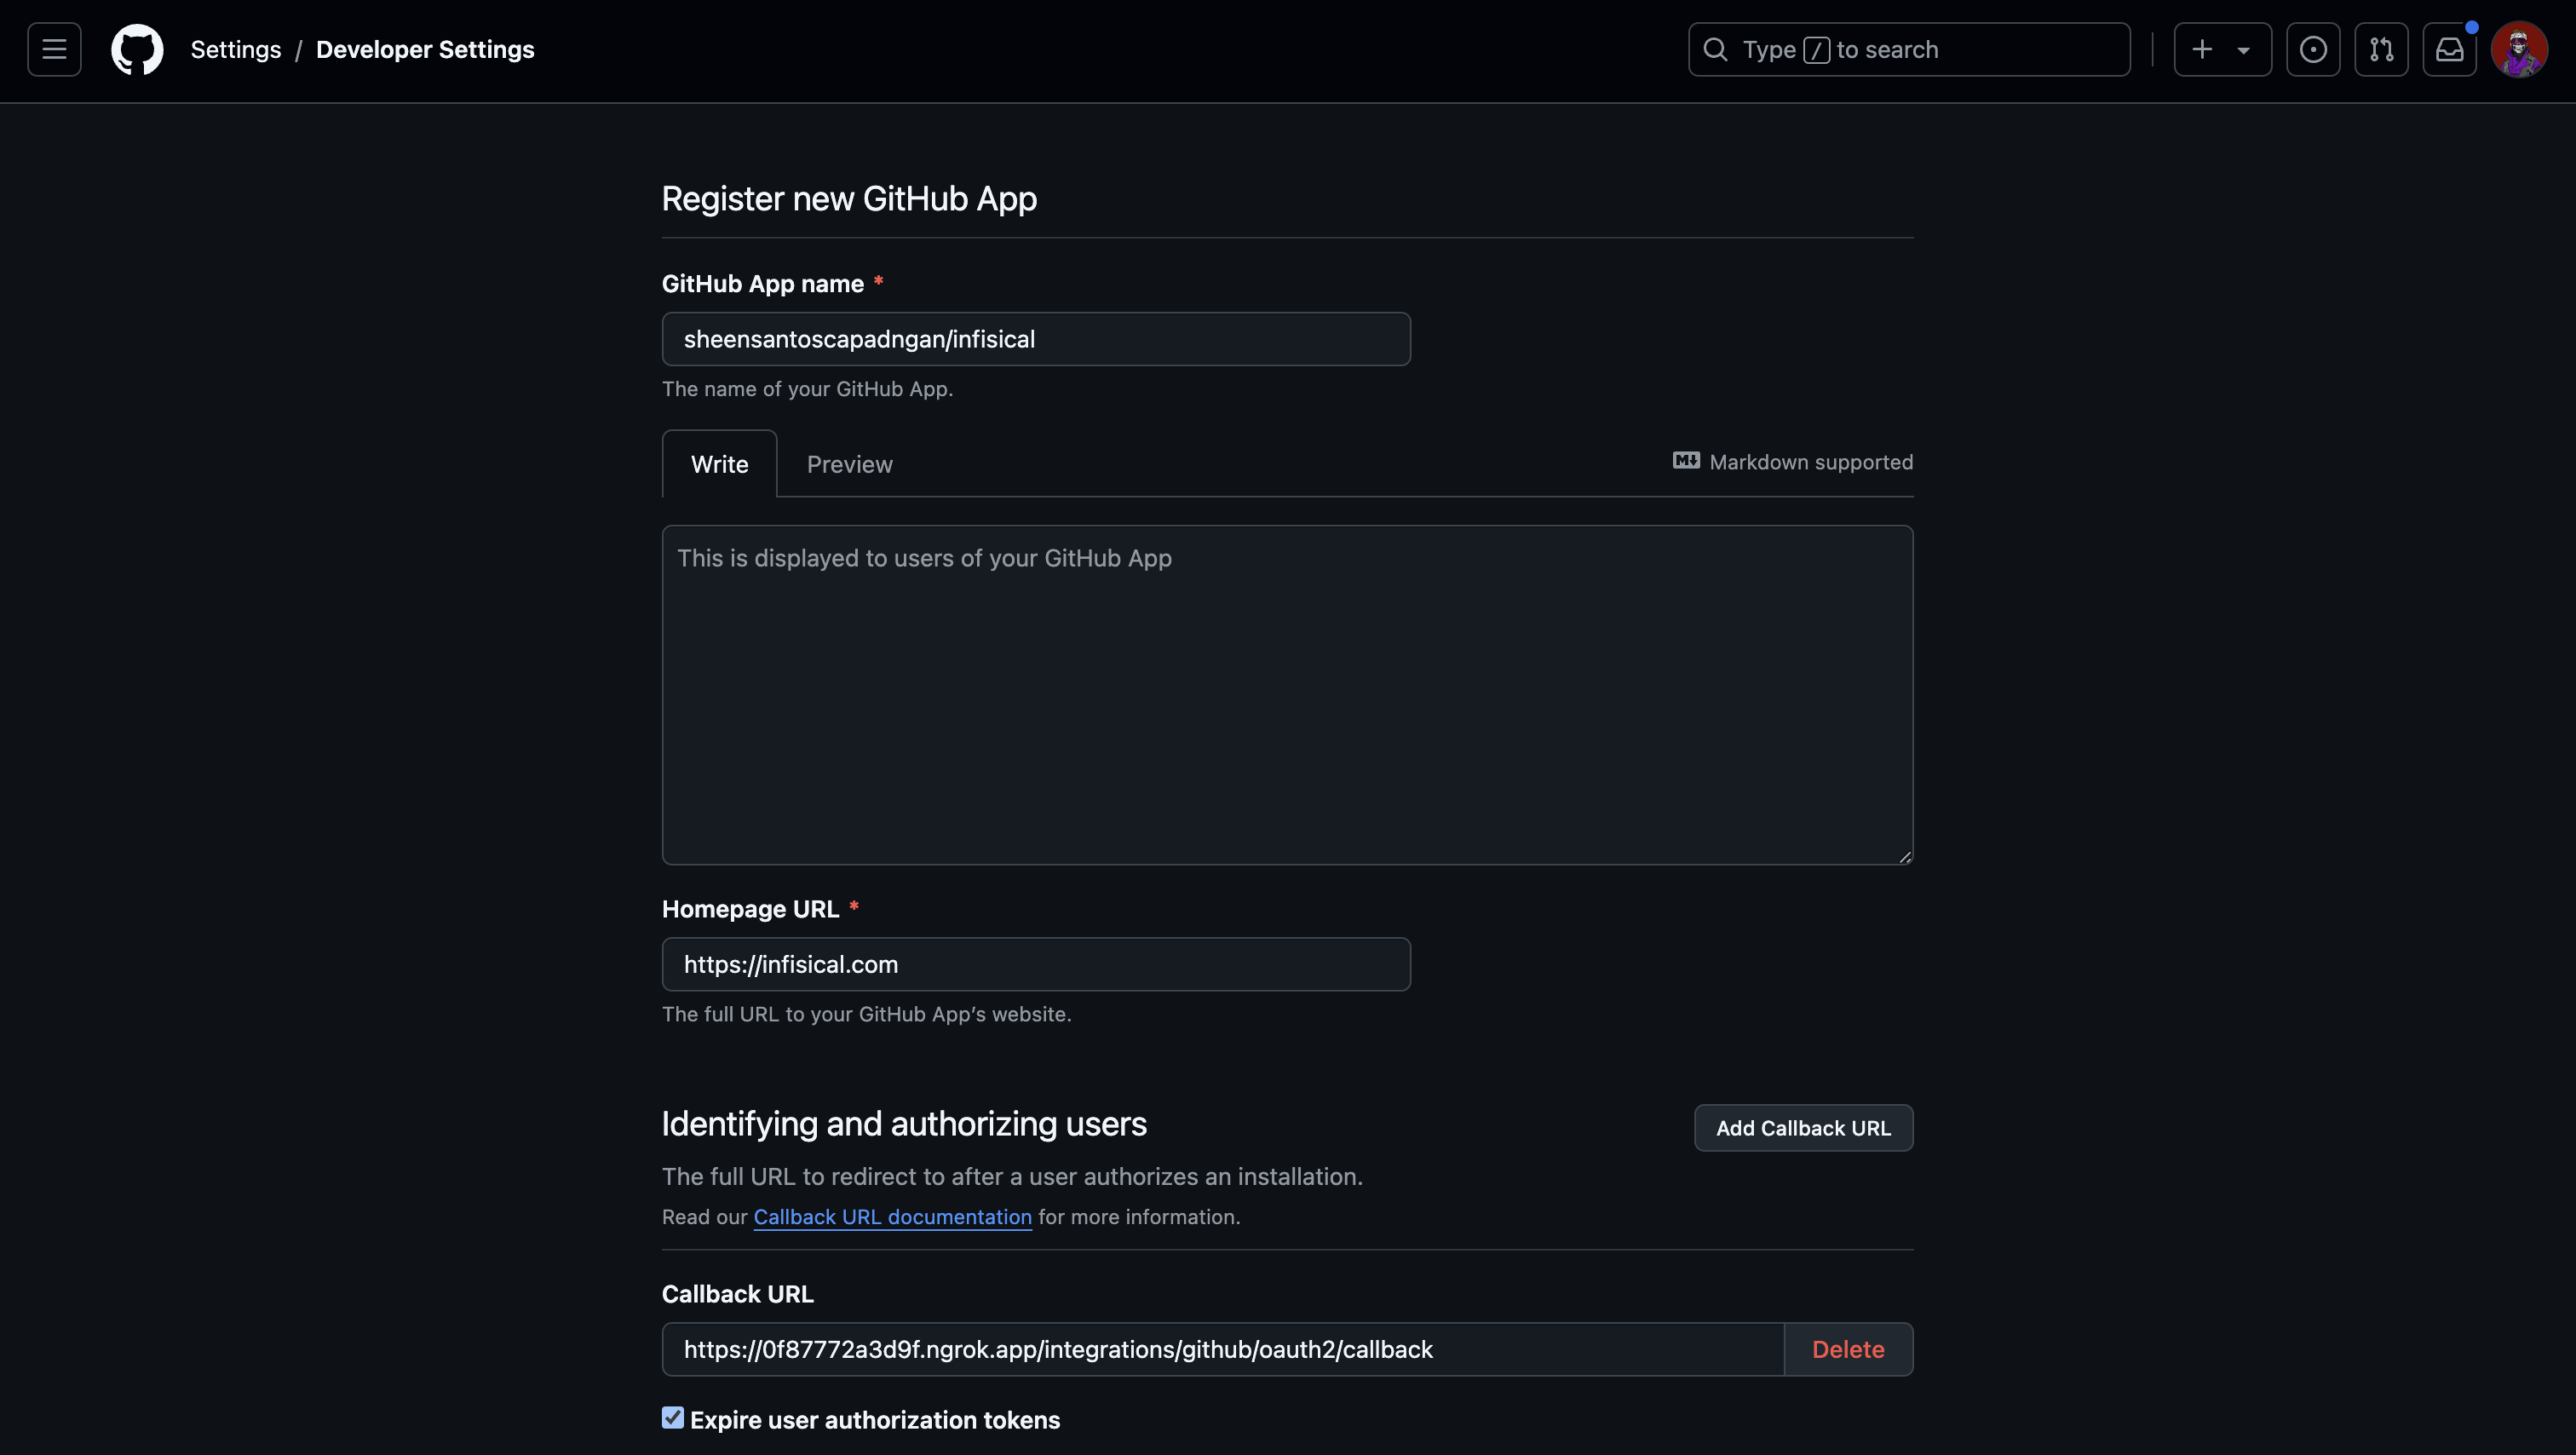 Settings / Developer Settings
Type / to search
Register new GitHub App
GitHub App name *
sheensantoscapadngan/infisical
The name of your GitHub App.
Write Preview
M Markdown supported
This is displayed to users of your GitHub App
Homepage URL *
https://infisical.com
The full URL to your GitHub App’s website.
Identifying and authorizing users
Add Callback URL
The full URL to redirect to after a user authorizes an installation.
Read our Callback URL documentation for more information.
Callback URL
https://0f87772a3d9f.ngrok.app/integrations/github/oauth2/callback
Delete
Expire user authorization tokens